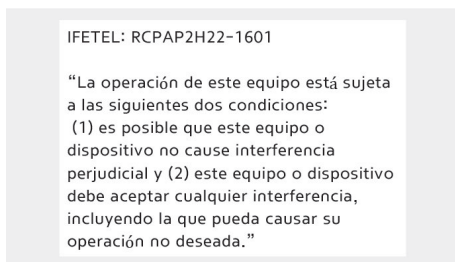 IFETEL: RCPAP2H22-1601
“La operación de este equipo está sujeta
a las siguientes dos condiciones:
(1) es posible que este equipo o
dispositivo no cause interferencia
perjudicial y (2) este equipo o dispositivo
debe aceptar cualquier interferencia,
incluyendo la que pueda causar su
operación no deseada.”